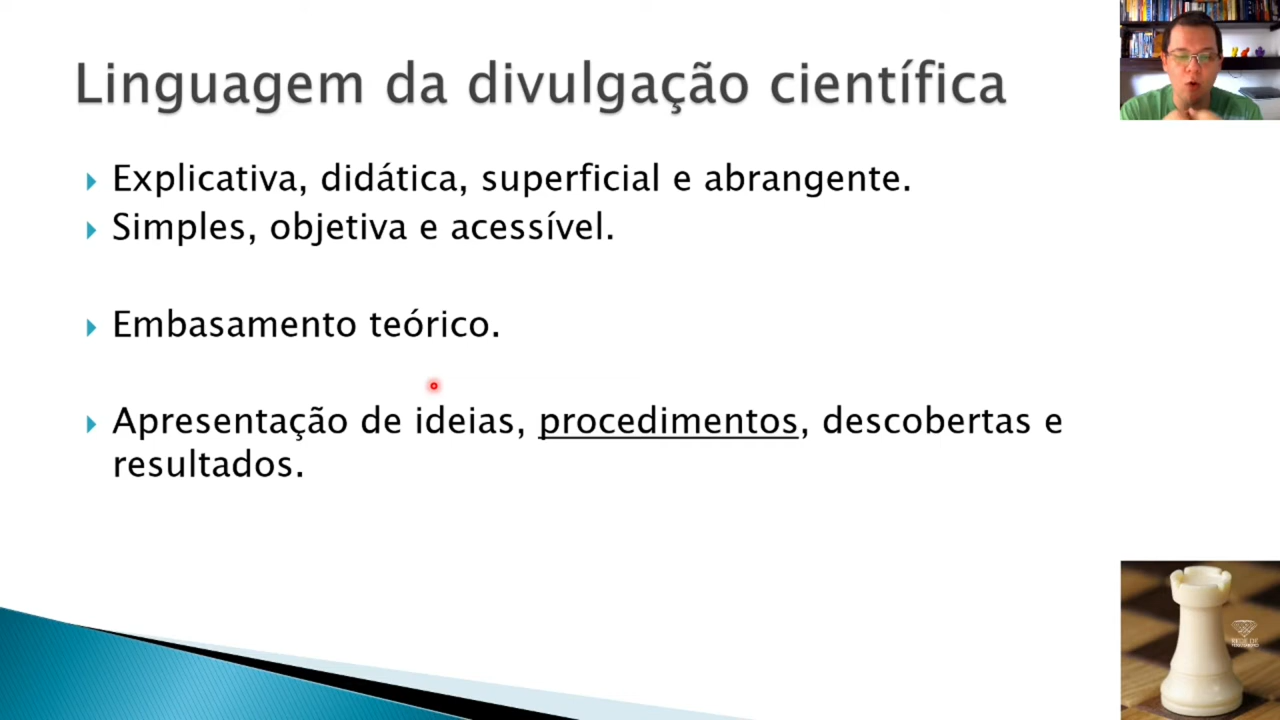 Linguagem da divulgação científica
Explicativa, didática, superficial e abrangente.
Simples, objetiva e acessível.
Embasamento teórico.
Apresentação de ideias, procedimentos, descobertas e
resultados.